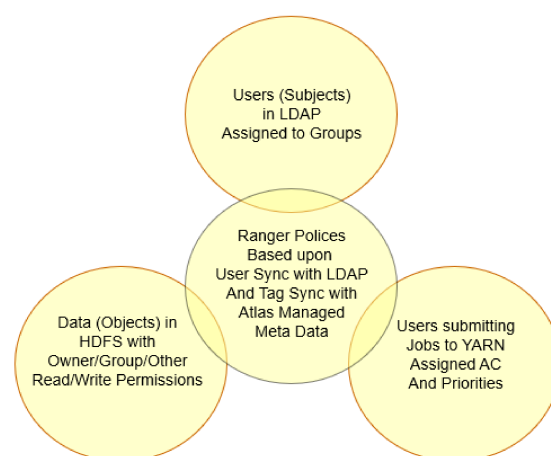 Users (Subjects)
in LDAP
Assigned to Groups
Ranger Polices
Based upon
User Sync with LDAP
And Tag Sync with
Atlas Managed
Meta Data
Data (Objects) in
HDFS with
Owner/Group/Other
Read/Write Permissions
Users submitting
Jobs to YARN
Assigned AC
And Priorities